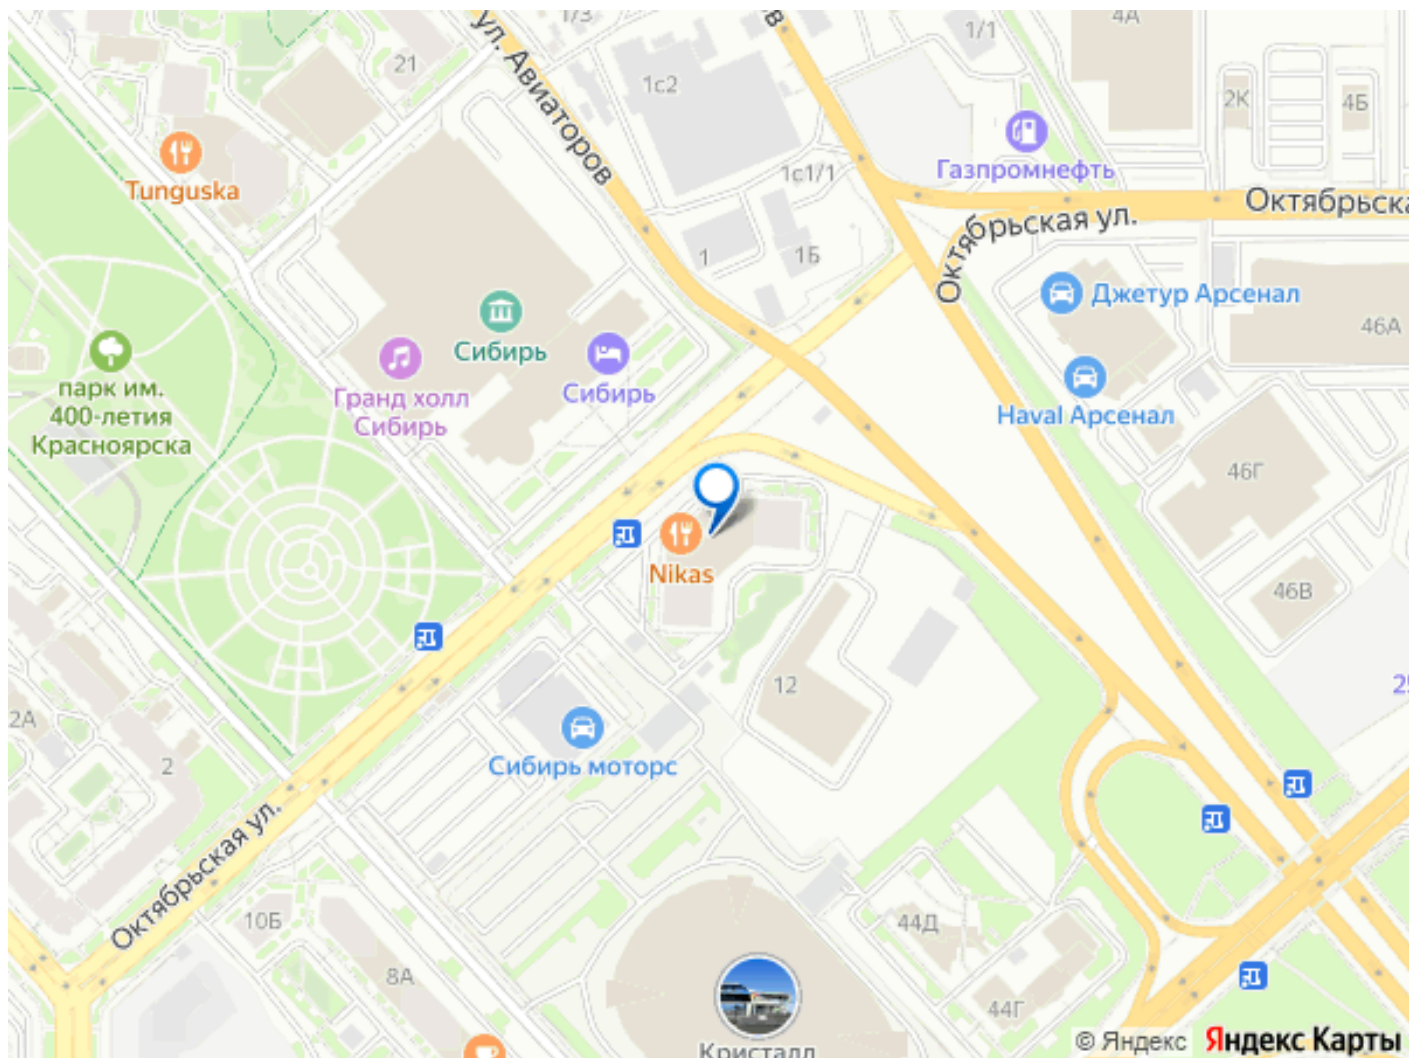 1/3
4А
1/1
ул. Авиаторов
21
1с2
2К
4Б
Газпромнефть
Tunguska
1с1/1
Октябрьска
Октябрьская ул.
1
1Б
Джетур Арсенал
46А
Сибирь
Сибирь
Гранд холл
Сибирь
парк им.
400-летия
Красноярска
Haval Арсенал
46Г
Nikas
46В
12
2А
2
Сибирь моторс
Октябрьская ул.
10Б
8А
44Д
44Г
Кристалл
© Яндекс Яндекс Карты